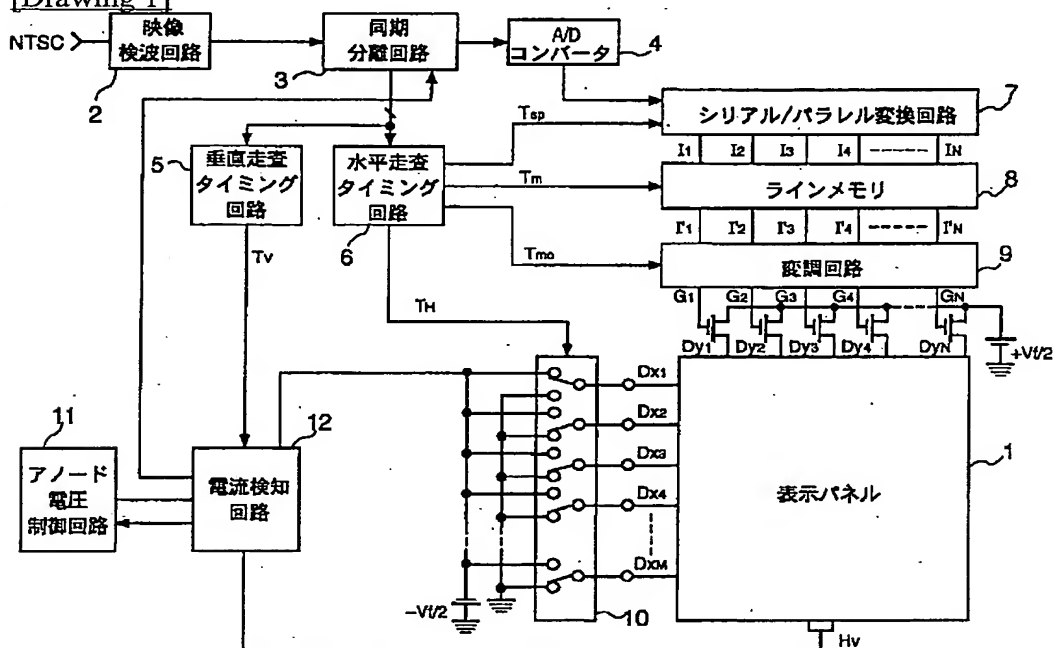 [Drawing 1]
NTSC
映像
検波回路
2
同期
分離回路
3
A/D
コンバータ
4
Tsp
シリアル/パラレル変換回路
7
I1 I2 I3 I4 IN
5
垂直走査
タイミング
回路
水平走査
タイミング
回路
6
Tm
ラインメモリ
8
I'1 I'2 I'3 I'4 I'N
Tv
Tmo
変調回路
9
G1 G2 G3 G4 GN
TH
Dy1 Dy2 Dy3 Dy4 DyN
+Vf/2
Dx1
Dx2
Dx3
Dx4
DxM
11
アノード
電圧
制御回路
12
電流検知
回路
表示パネル
1
-Vf/2
10
Hv